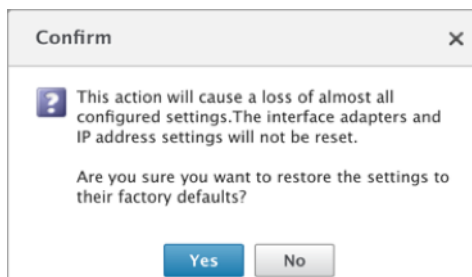 Confirm
This action will cause a loss of almost all
configured settings.The interface adapters and
IP address settings will not be reset.
Are you sure you want to restore the settings to
their factory defaults?
Yes
No